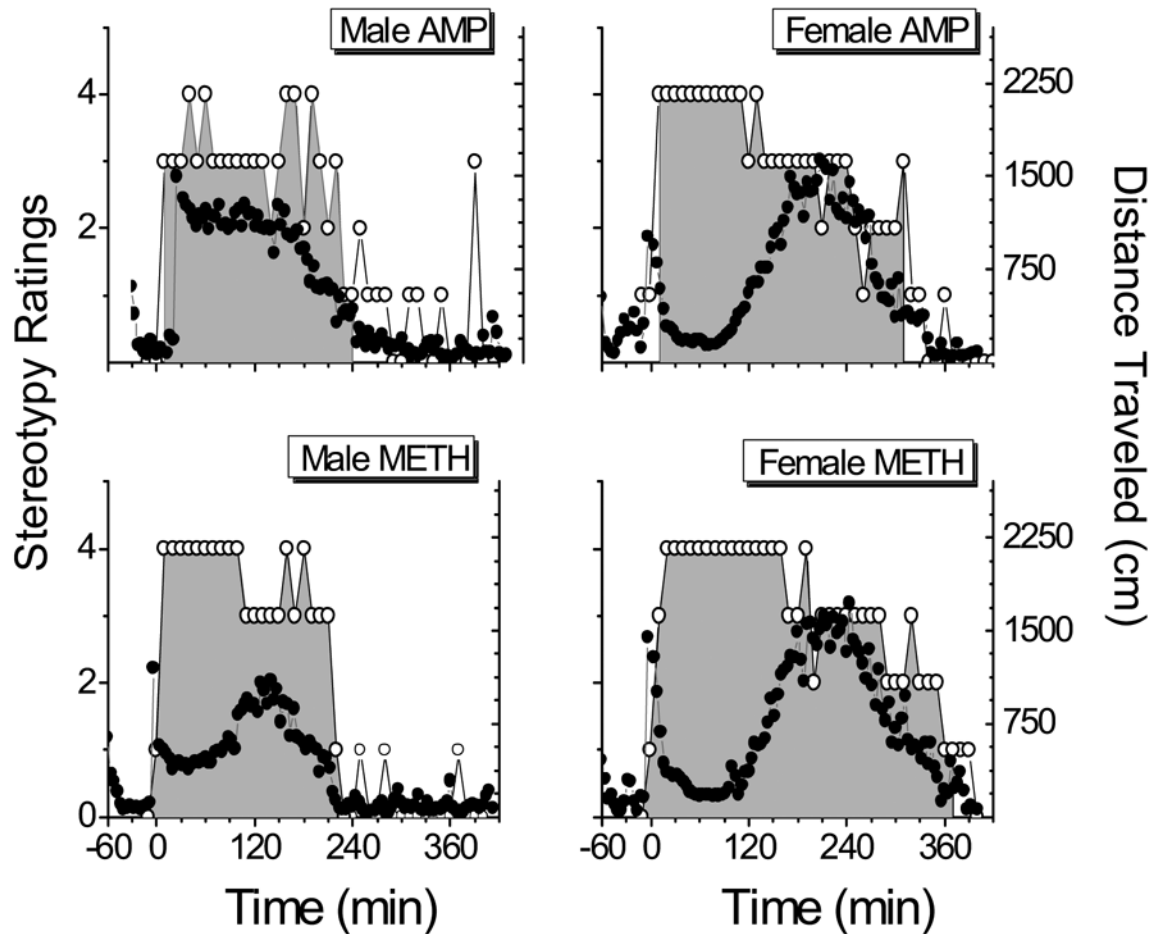 Male AMP
Female AMP
4
2
2250
1500
750
Stereotypy Ratings
Distance Traveled (cm)
Male METH
Female METH
4
2
0
2250
1500
750
-60 0 120 240 360
-60 0 120 240 360
Time (min)
Time (min)